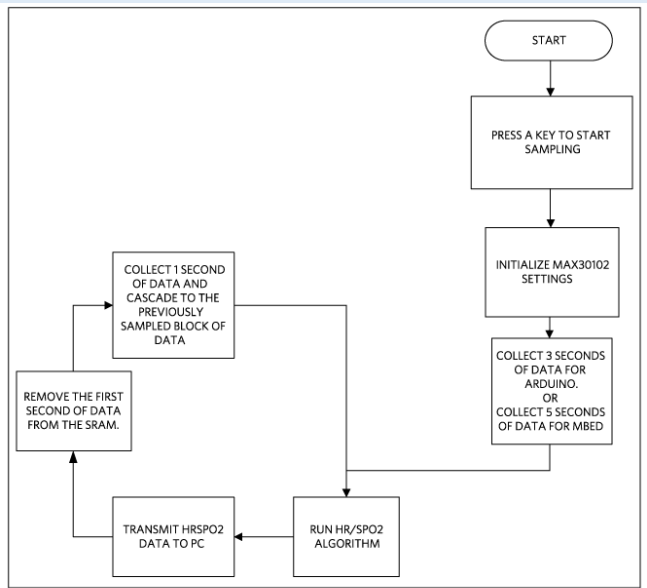 START
PRESS A KEY TO START
SAMPLING
INITIALIZE MAX30102
SETTINGS
COLLECT 3 SECONDS
OF DATA FOR
ARDUINO.
OR
COLLECT 5 SECONDS
OF DATA FOR MBED
RUN HR/SPO2
ALGORITHM
TRANSMIT HRSPO2
DATA TO PC
REMOVE THE FIRST
SECOND OF DATA
FROM THE SRAM.
COLLECT 1 SECOND
OF DATA AND
CASCADE TO THE
PREVIOUSLY
SAMPLED BLOCK OF
DATA